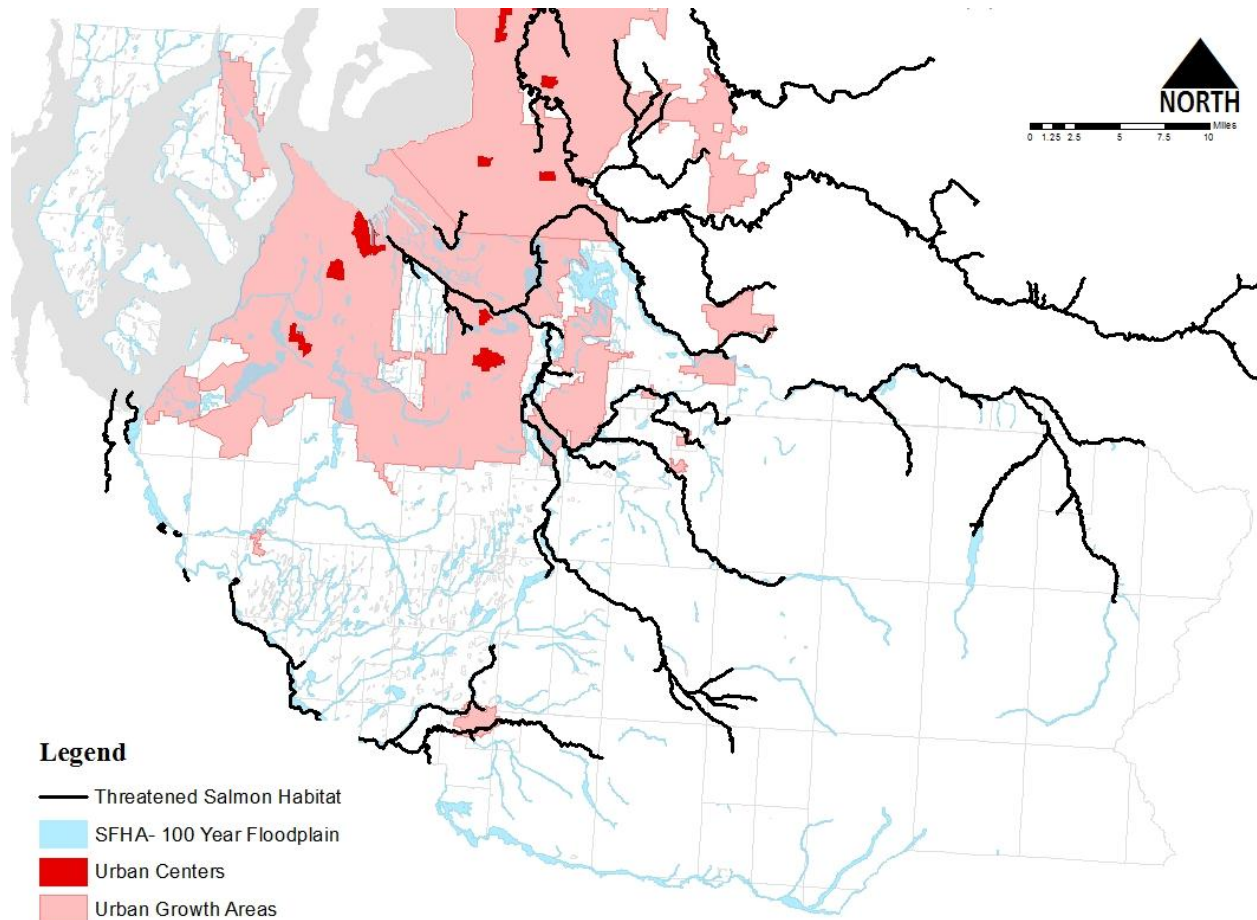 NORTH
Miles
0 1.25 2.5 5 7.5 10
Legend
Threatened Salmon Habitat
SFHA- 100 Year Floodplain
Urban Centers
Urban Growth Areas